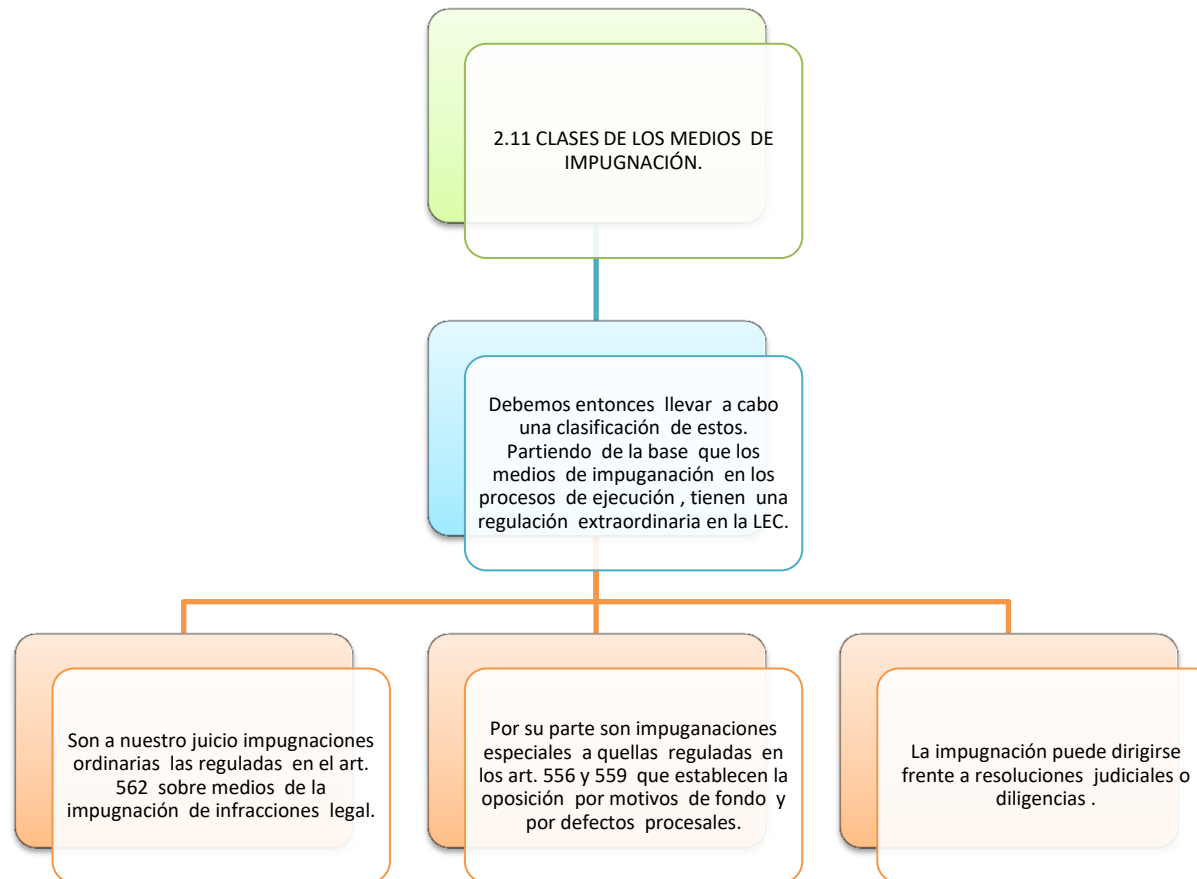 2.11 CLASES DE LOS MEDIOS DE
IMPUGNACIÓN.
Debemos entonces llevar a cabo
una clasificación de estos.
Partiendo de la base que los
medios de impuganación en los
procesos de ejecución , tienen una
regulación extraordinaria en la LEC.
Son a nuestro juicio impugnaciones
ordinarias las reguladas en el art.
562 sobre medios de la
impugnación de infracciones legal.
Por su parte son impuganaciones
especiales a quellas reguladas en
los art. 556 y 559 que establecen la
oposición por motivos de fondo y
por defectos procesales.
La impugnación puede dirigirse
frente a resoluciones judiciales o
diligencias .